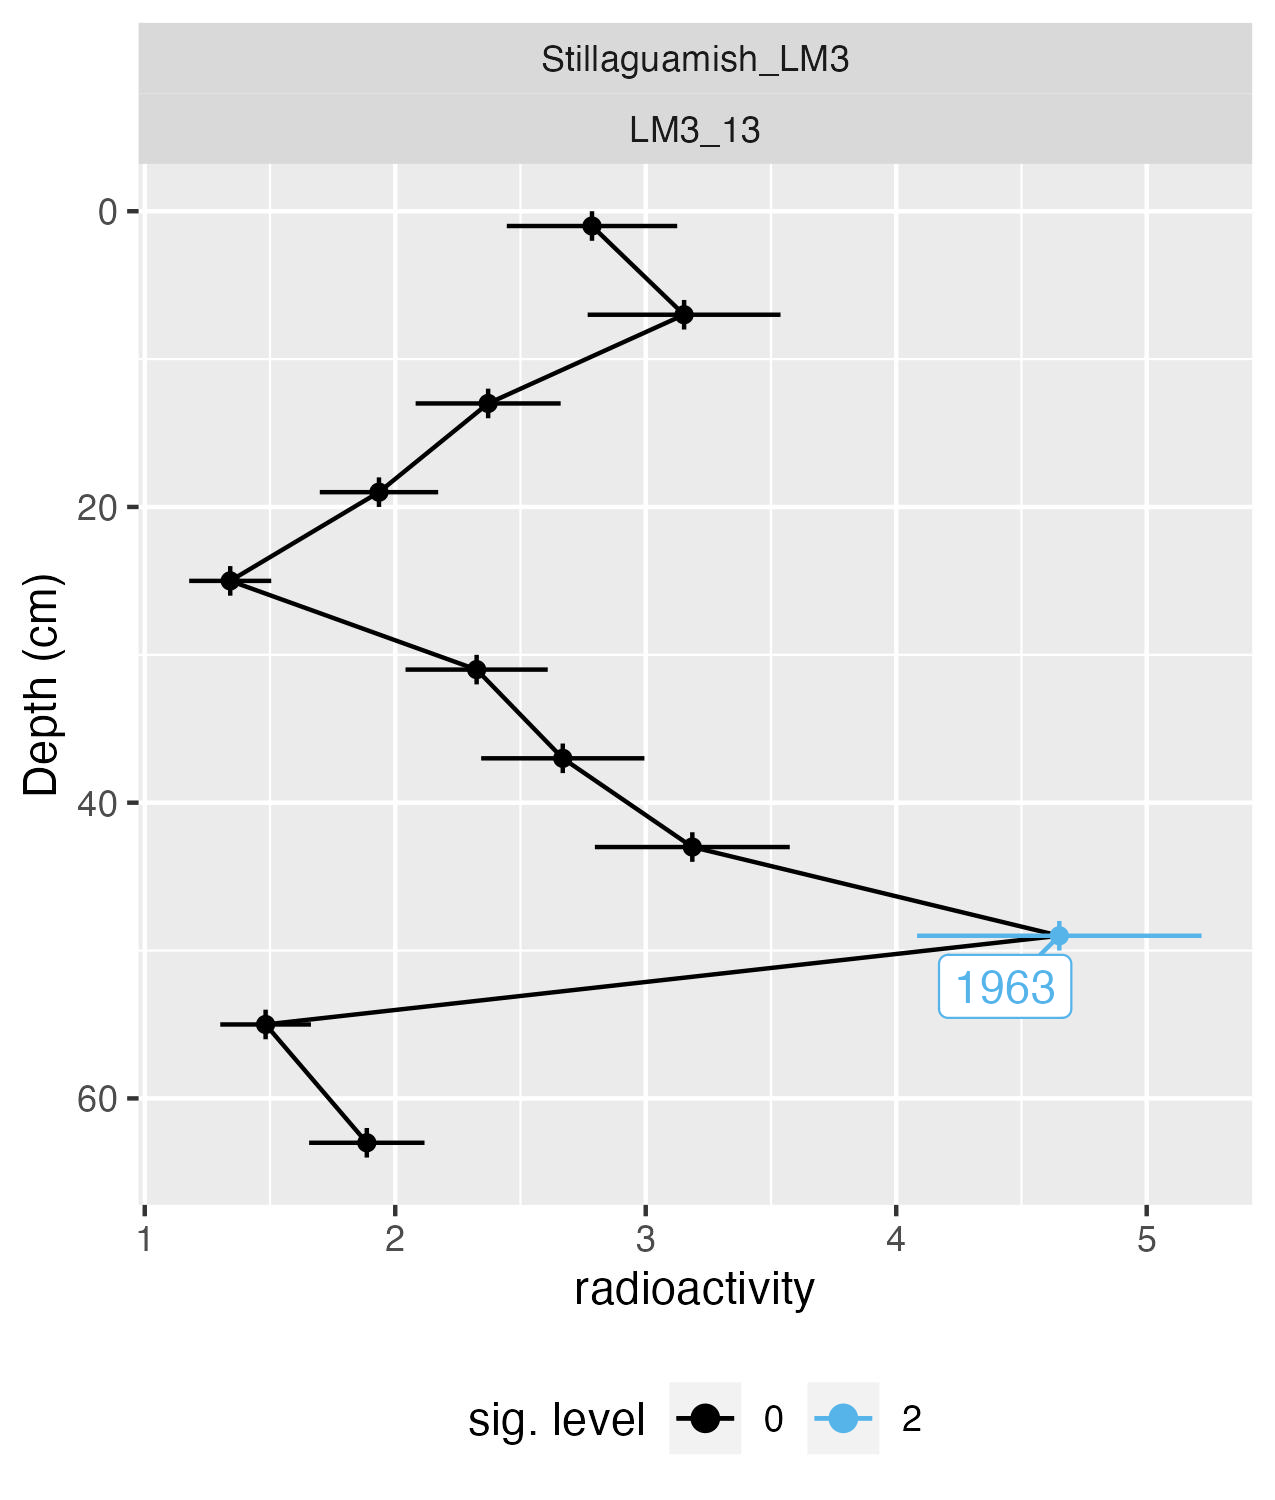 Stillaguamish_LM3
LM3_13
0
20
40
60
Depth (cm)
1963
1 2 3 4 5
radioactivity
sig. level 0 2